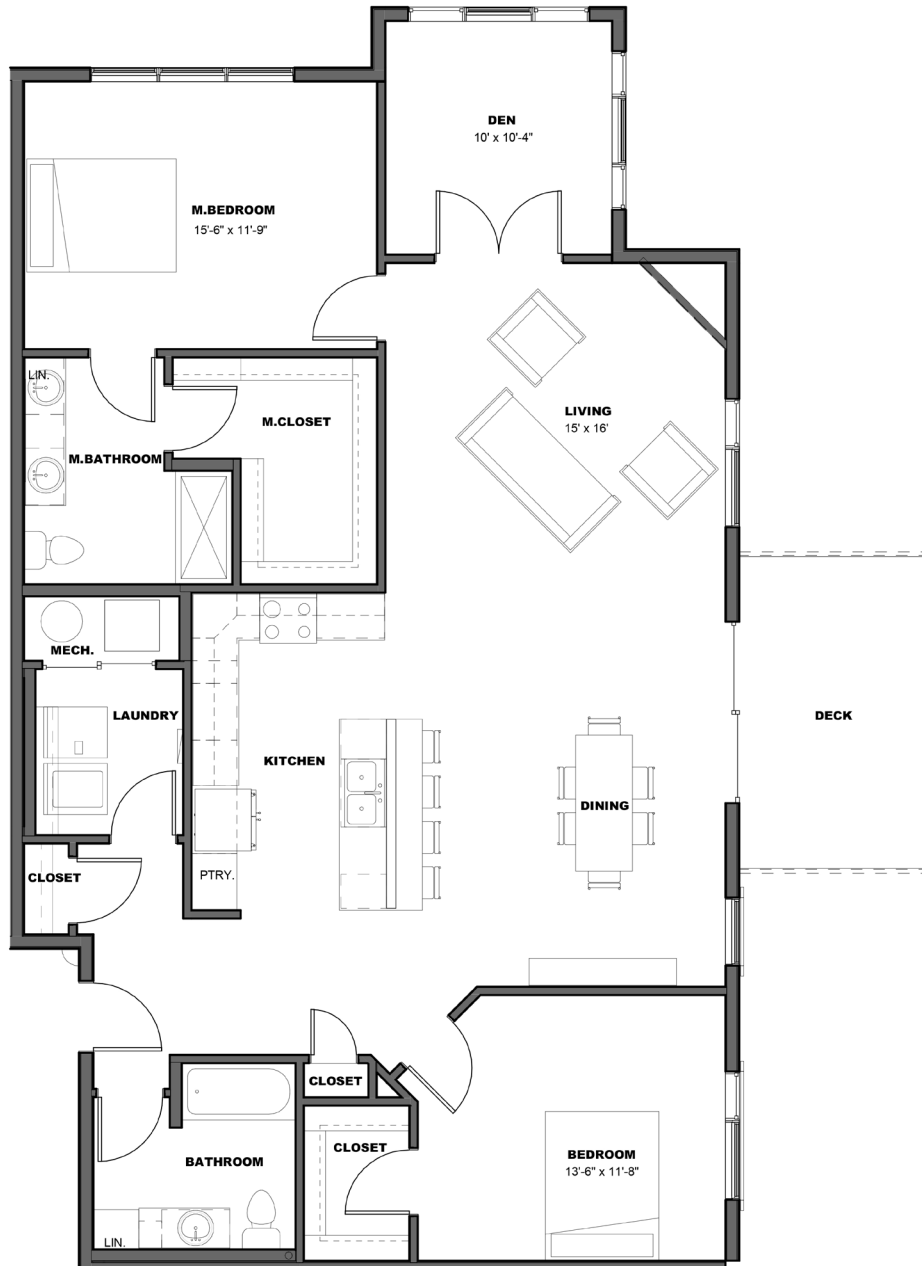 DEN
10' x 10'-4"
M.BEDROOM
15'-6" x 11'-9"
LIN.
M.CLOSET
LIVING
15' x 16'
M.BATHROOM
MECH.
LAUNDRY
DECK
KITCHEN
DINING
CLOSET
PTRY.
CLOSET
CLOSET
BATHROOM
BEDROOM
13'-6" x 11'-8"
LIN.